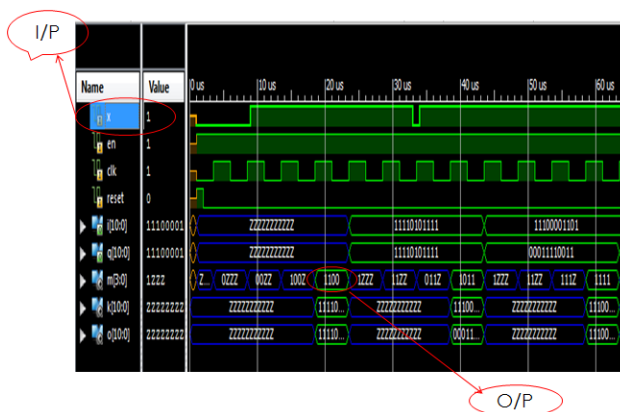 I/P
Name Value 0 us 10 us 20 us 30 us 40 us 50 us 60 us
x 1
en 1
clk 1
reset 0
i[10:0] 11100001 ZZZZZZZZZZZ 11110101111 11100001101
q[10:0] 11100001 ZZZZZZZZZZZ 11110101111 00011110011
m[3:0] 1ZZZ Z... 0ZZZ 00ZZ 100Z 1100 1ZZZ 11ZZ 011Z 1011 1ZZZ 11ZZ 111Z 1111
k[10:0] ZZZZZZZZ ZZZZZZZZZZZ 11110... ZZZZZZZZZZZ 11100... ZZZZZZZZZZZ 11100...
o[10:0] ZZZZZZZZ ZZZZZZZZZZZ 11110... ZZZZZZZZZZZ 00011... ZZZZZZZZZZZ 11100...
O/P